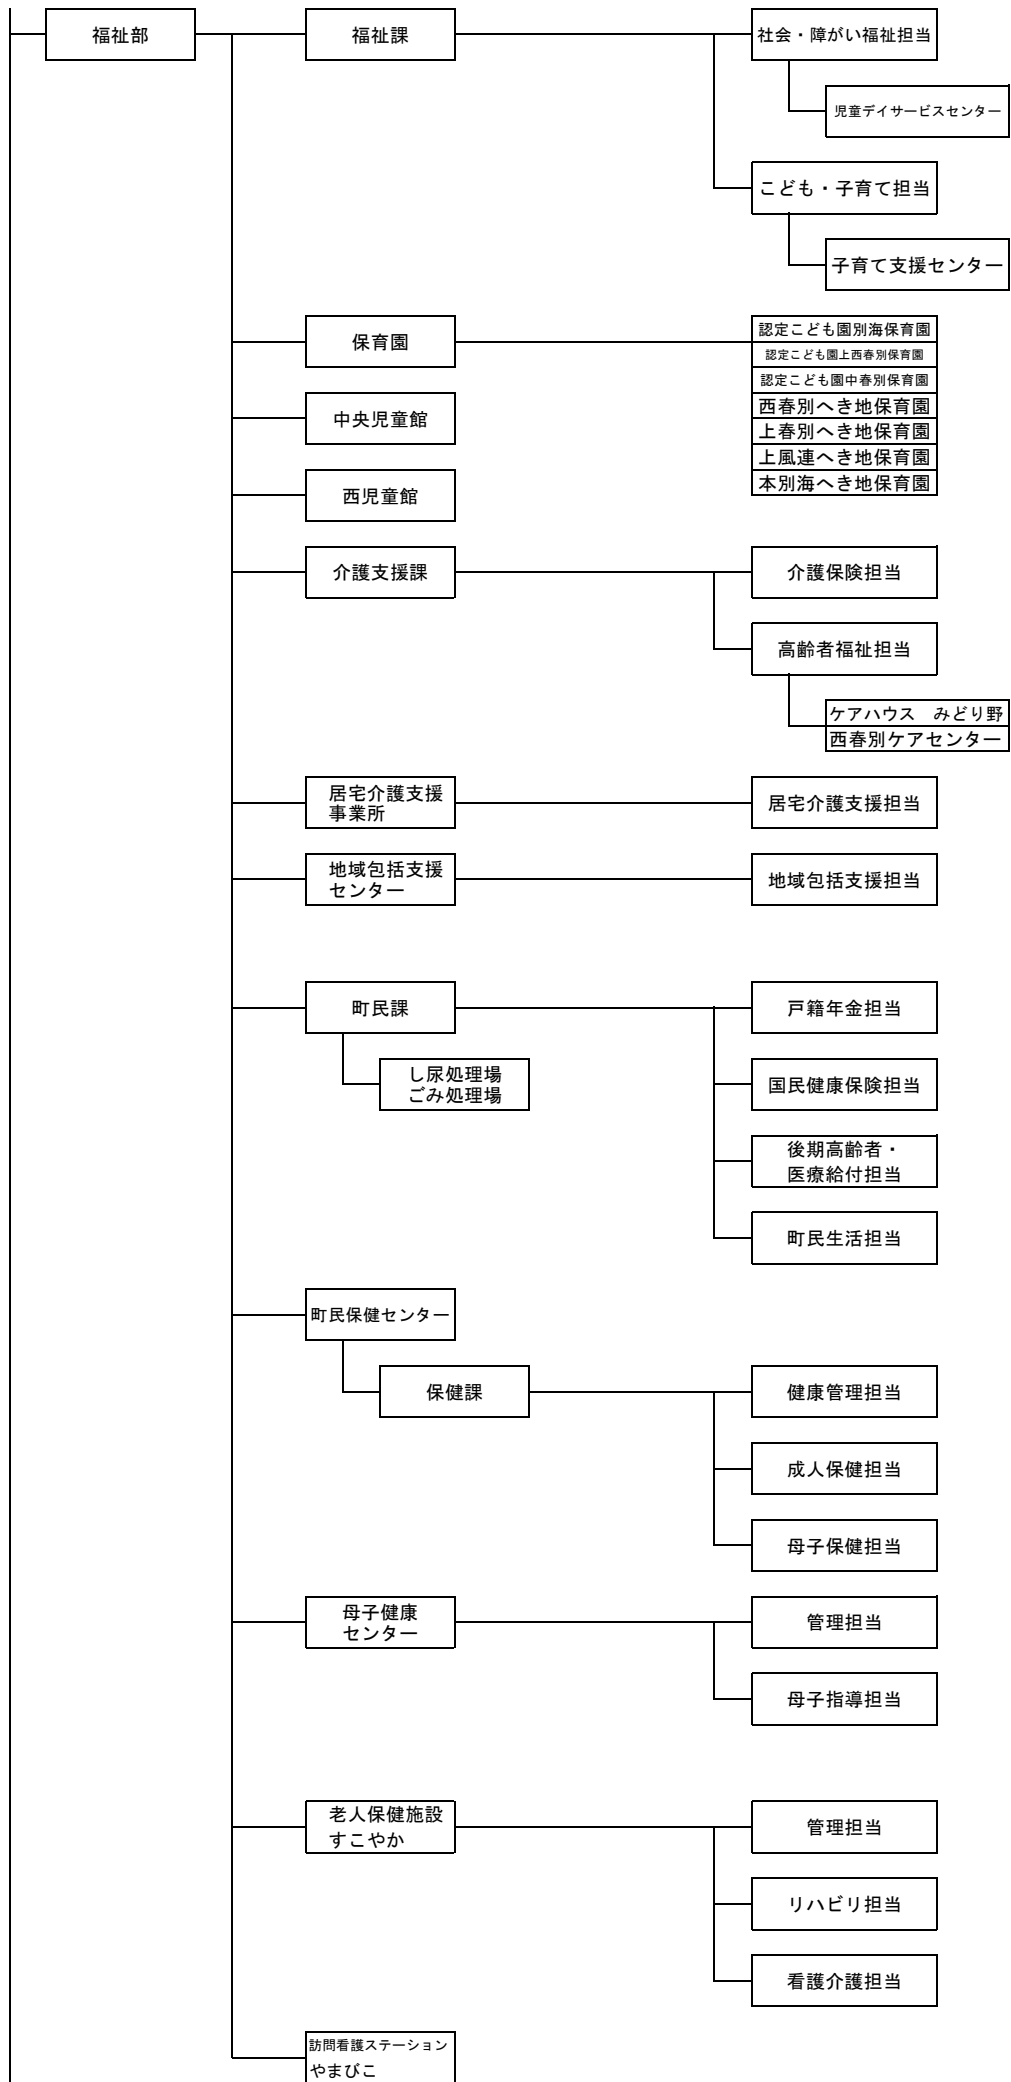 福祉部
福祉課
社会・障がい福祉担当
児童デイサービスセンター
こども・子育て担当
子育て支援センター
保育園
認定こども園別海保育園
認定こども園上西春別保育園
認定こども園中春別保育園
西春別へき地保育園
上春別へき地保育園
上風連へき地保育園
本別海へき地保育園
中央児童館
西児童館
介護支援課
介護保険担当
高齢者福祉担当
ケアハウス　みどり野
西春別ケアセンター
居宅介護支援
事業所
居宅介護支援担当
地域包括支援
センター
地域包括支援担当
町民課
戸籍年金担当
し尿処理場
ごみ処理場
国民健康保険担当
後期高齢者・
医療給付担当
町民生活担当
町民保健センター
保健課
健康管理担当
成人保健担当
母子保健担当
母子健康
センター
管理担当
母子指導担当
老人保健施設
すこやか
管理担当
リハビリ担当
看護介護担当
訪問看護ステーション
やまびこ